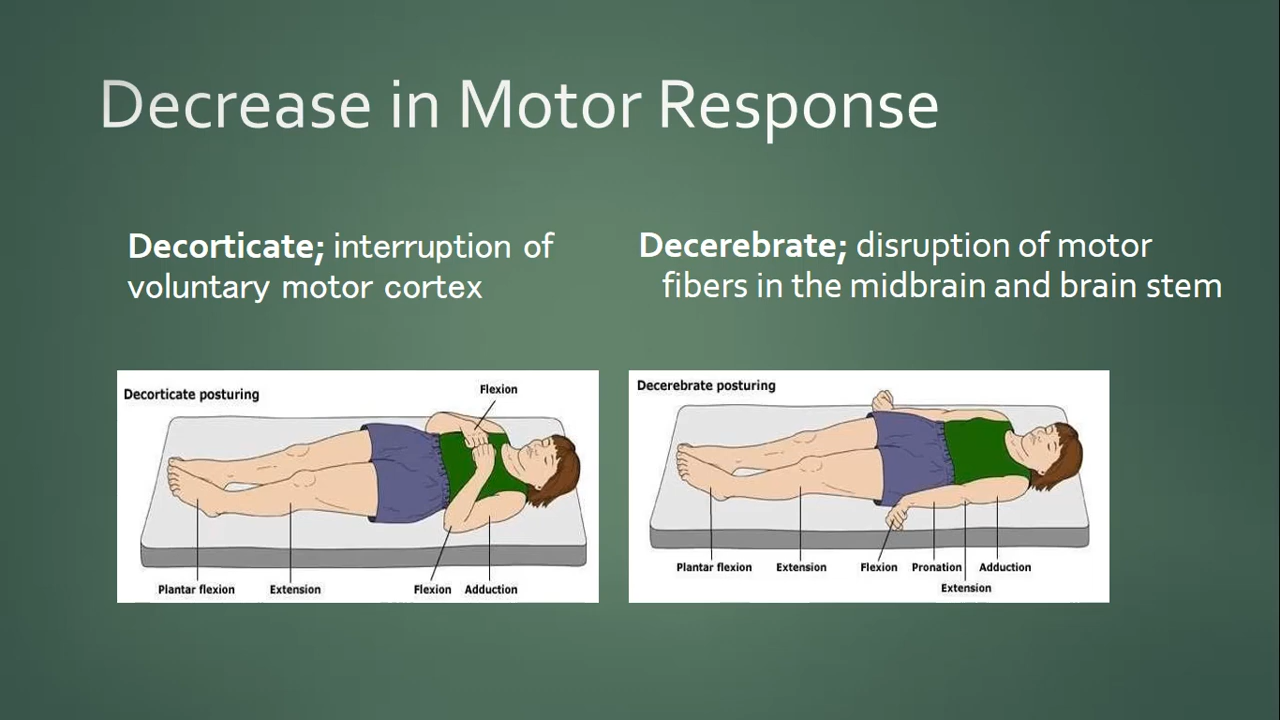 Decrease in Motor Response
Decorticate; interruption of
voluntary motor cortex
Decerebrate; disruption of motor
fibers in the midbrain and brain stem
Decorticate posturing
Flexion
Plantar flexion Extension Flexion Adduction
Decerebrate posturing
Plantar flexion Extension Flexion Pronation Adduction
Extension